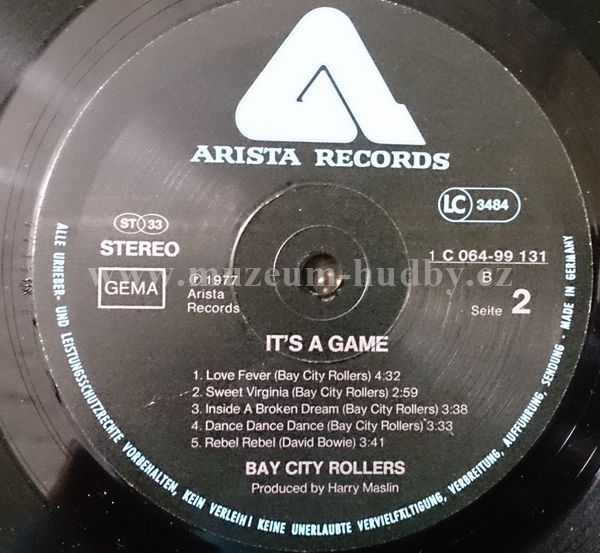 ARISTA RECORDS
LC 3484
ST 33
STEREO
GEMA
℗ 1977
Arista
Records
1 C 064-99 131
B
Seite 2
www.muzeum-hudby.cz
IT'S A GAME
1. Love Fever (Bay City Rollers) 4:32
2. Sweet Virginia (Bay City Rollers) 2:59
3. Inside A Broken Dream (Bay City Rollers) 3:38
4. Dance Dance Dance (Bay City Rollers) 3:33
5. Rebel Rebel (David Bowie) 3:41
BAY CITY ROLLERS
Produced by Harry Maslin
ALLE URHEBER- UND LEISTUNGSSCHUTZRECHTE VORBEHALTEN, KEIN VERLEIH! KEINE UNERLAUBTE VERVIELFÄLTIGUNG, VERBREITUNG, AUFFÜHRUNG, SENDUNG - MADE IN GERMANY